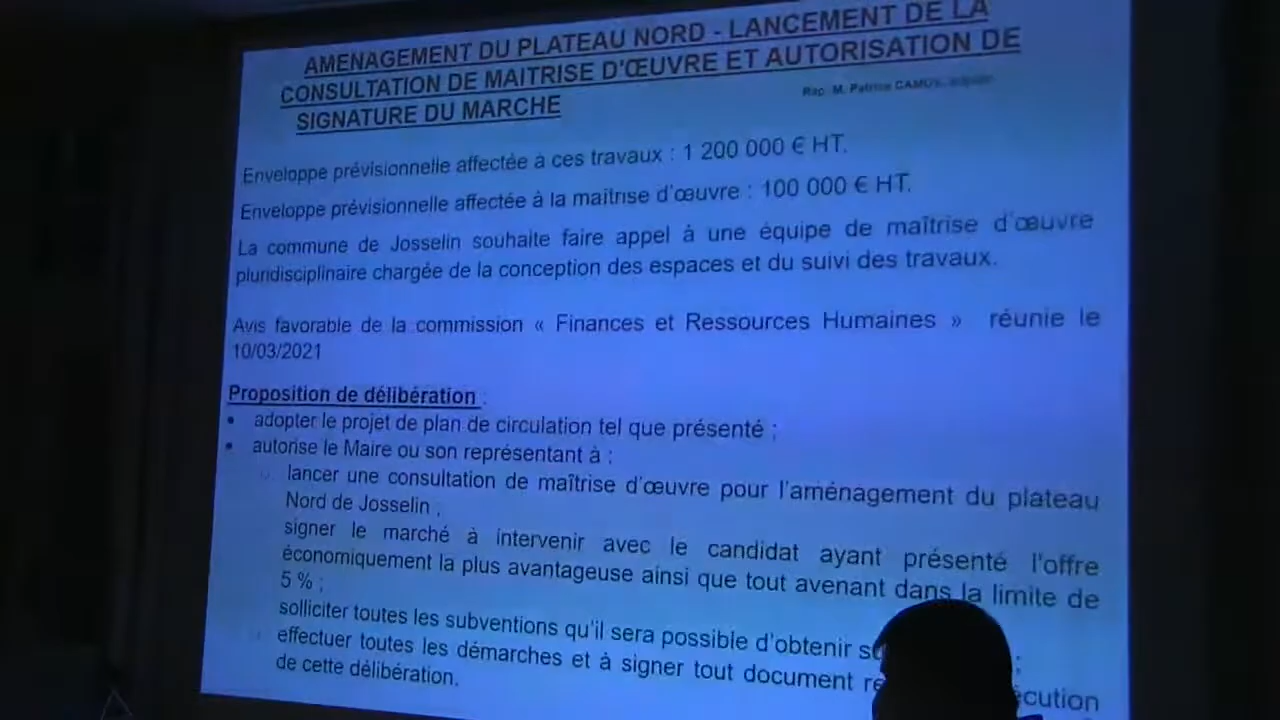 AMENAGEMENT DU PLATEAU NORD - LANCEMENT DE LA
CONSULTATION DE MAITRISE D'ŒUVRE ET AUTORISATION DE
SIGNATURE DU MARCHE
Rap. M. Patrice CAMUS, adjoint
Enveloppe prévisionnelle affectée à ces travaux : 1 200 000 € HT.
Enveloppe prévisionnelle affectée à la maîtrise d'œuvre : 100 000 € HT.
La commune de Josselin souhaite faire appel à une équipe de maîtrise d'œuvre
pluridisciplinaire chargée de la conception des espaces et du suivi des travaux.
Avis favorable de la commission « Finances et Ressources Humaines » réunie le
10/03/2021
Proposition de délibération :
• adopter le projet de plan de circulation tel que présenté ;
• autorise le Maire ou son représentant à :
lancer une consultation de maîtrise d'œuvre pour l'aménagement du plateau
Nord de Josselin ;
signer le marché à intervenir avec le candidat ayant présenté l'offre
économiquement la plus avantageuse ainsi que tout avenant dans la limite de
5 % ;
solliciter toutes les subventions qu'il sera possible d'obtenir ;
effectuer toutes les démarches et à signer tout document
de cette délibération.